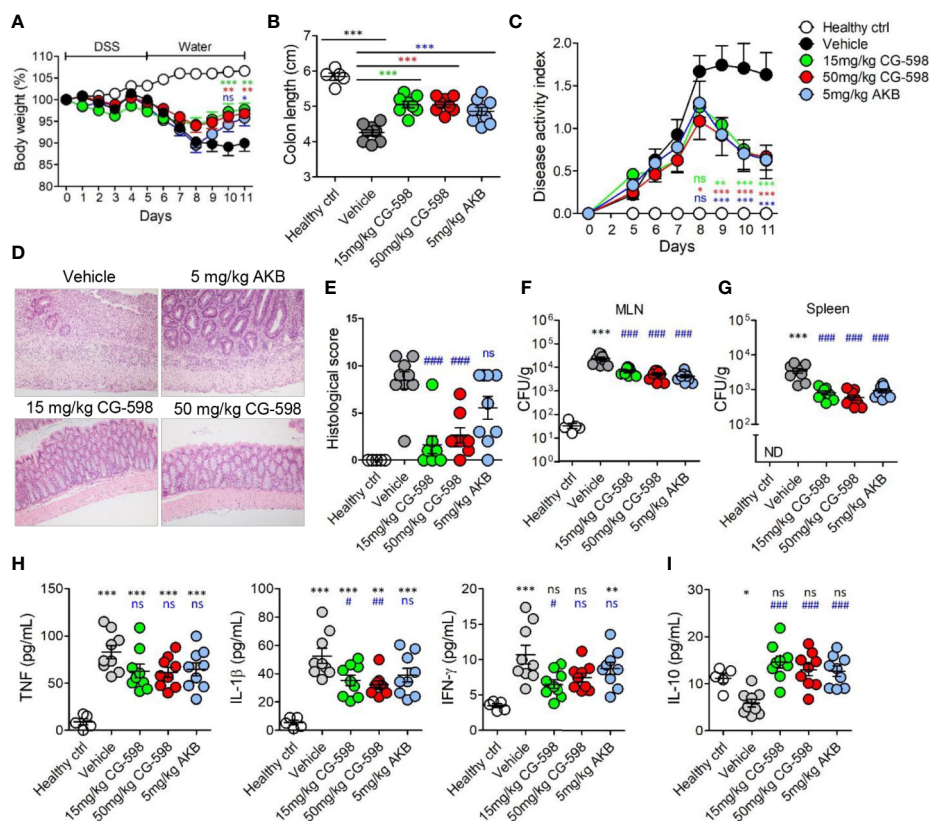 A
DSS
Water
Body weight (%)
110
105
100
95
90
85
80
***
**
**
**
ns
*
0 1 2 3 4 5 6 7 8 9 10 11
Days
B
Colon length (cm)
7
6
5
4
3
***
***
***
***
Healthy ctrl
Vehicle
15mg/kg CG-598
50mg/kg CG-598
5mg/kg AKB
C
Healthy ctrl
Vehicle
15mg/kg CG-598
50mg/kg CG-598
5mg/kg AKB
Disease activity index
2.0
1.6
1.2
0.8
0.4
0.0
ns ** *** ***
* *** *** ***
ns *** *** ***
0 2 5 6 7 8 9 10 11
Days
D
Vehicle
5 mg/kg AKB
15 mg/kg CG-598
50 mg/kg CG-598
E
Histological score
15
10
5
0
### ### ns
Healthy ctrl
Vehicle
15mg/kg CG-598
50mg/kg CG-598
5mg/kg AKB
F
MLN
CFU/g
10⁶
10⁵
10⁴
10³
10²
10¹
10⁰
*** ### ### ###
Healthy ctrl
Vehicle
15mg/kg CG-598
50mg/kg CG-598
5mg/kg AKB
G
Spleen
CFU/g
10⁵
10⁴
10³
10²
10¹
10⁰
*** ### ### ###
ND
Healthy ctrl
Vehicle
15mg/kg CG-598
50mg/kg CG-598
5mg/kg AKB
H
TNF (pg/mL)
150
100
50
0
*** *** *** ***
ns ns ns
Healthy ctrl
Vehicle
15mg/kg CG-598
50mg/kg CG-598
5mg/kg AKB
IL-1β (pg/mL)
100
80
60
40
20
0
*** *** ** ***
# ## ns
Healthy ctrl
Vehicle
15mg/kg CG-598
50mg/kg CG-598
5mg/kg AKB
IFN-γ (pg/mL)
20
15
10
5
0
*** ns ns **
# ns ns
Healthy ctrl
Vehicle
15mg/kg CG-598
50mg/kg CG-598
5mg/kg AKB
I
IL-10 (pg/mL)
30
20
10
0
* ns ns ns
### ### ###
Healthy ctrl
Vehicle
15mg/kg CG-598
50mg/kg CG-598
5mg/kg AKB